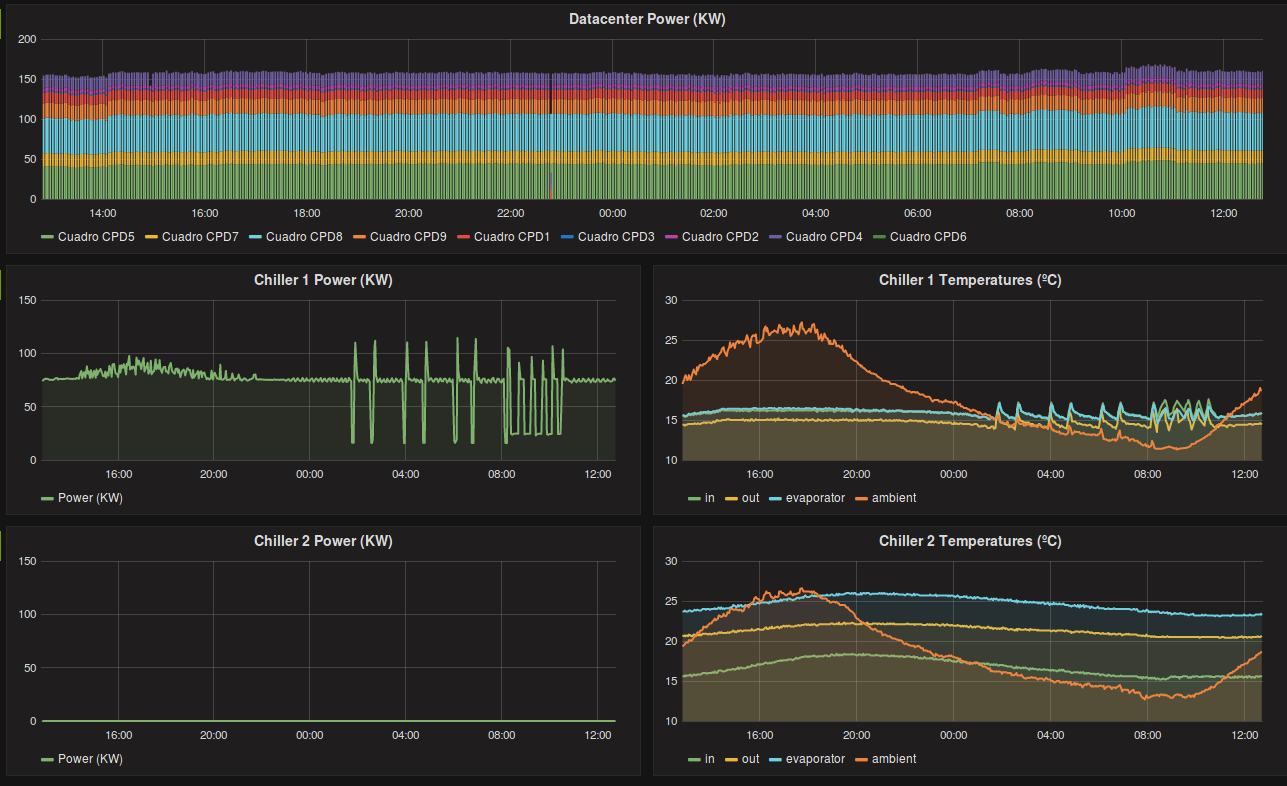 Datacenter Power (KW)
200
150
100
50
0
14:00 16:00 18:00 20:00 22:00 00:00 02:00 04:00 06:00 08:00 10:00 12:00
Cuadro CPD5 Cuadro CPD7 Cuadro CPD8 Cuadro CPD9 Cuadro CPD1 Cuadro CPD3 Cuadro CPD2 Cuadro CPD4 Cuadro CPD6
Chiller 1 Power (KW)
150
100
50
0
16:00 20:00 00:00 04:00 08:00 12:00
Power (KW)
Chiller 1 Temperatures (ºC)
30
25
20
15
10
16:00 20:00 00:00 04:00 08:00 12:00
in out evaporator ambient
Chiller 2 Power (KW)
150
100
50
0
16:00 20:00 00:00 04:00 08:00 12:00
Power (KW)
Chiller 2 Temperatures (ºC)
30
25
20
15
10
16:00 20:00 00:00 04:00 08:00 12:00
in out evaporator ambient